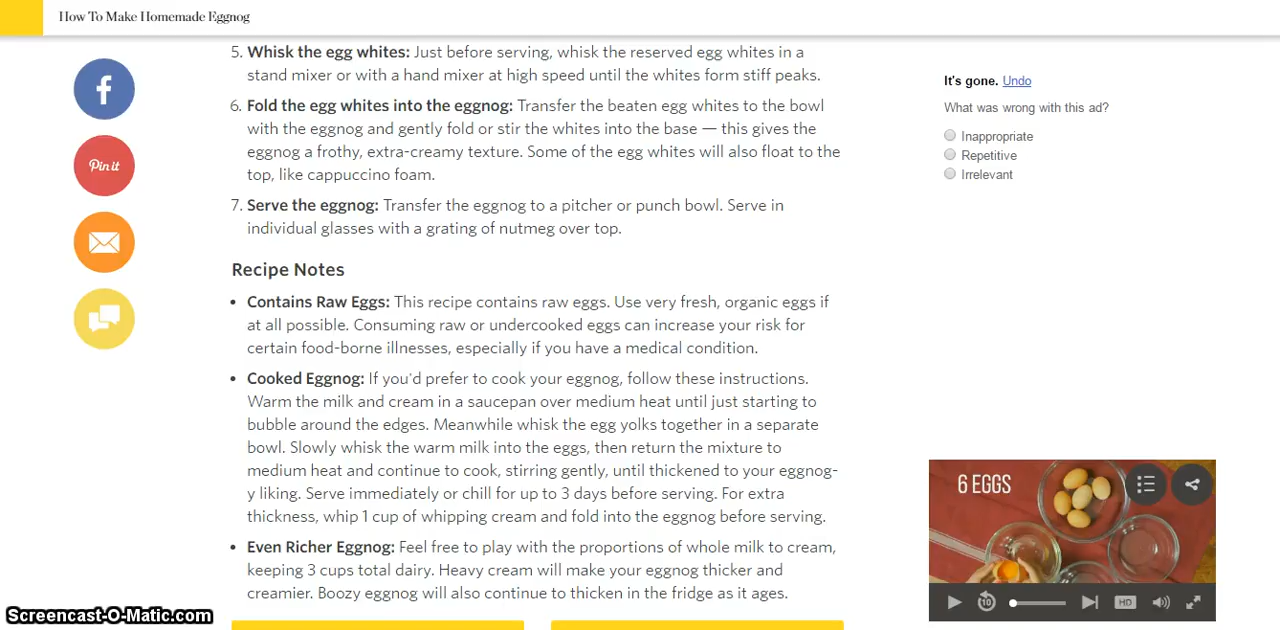 How To Make Homemade Eggnog
5. Whisk the egg whites: Just before serving, whisk the reserved egg whites in a
stand mixer or with a hand mixer at high speed until the whites form stiff peaks.
6. Fold the egg whites into the eggnog: Transfer the beaten egg whites to the bowl
with the eggnog and gently fold or stir the whites into the base — this gives the
eggnog a frothy, extra-creamy texture. Some of the egg whites will also float to the
top, like cappuccino foam.
7. Serve the eggnog: Transfer the eggnog to a pitcher or punch bowl. Serve in
individual glasses with a grating of nutmeg over top.
Recipe Notes
• Contains Raw Eggs: This recipe contains raw eggs. Use very fresh, organic eggs if
at all possible. Consuming raw or undercooked eggs can increase your risk for
certain food-borne illnesses, especially if you have a medical condition.
• Cooked Eggnog: If you'd prefer to cook your eggnog, follow these instructions.
Warm the milk and cream in a saucepan over medium heat until just starting to
bubble around the edges. Meanwhile whisk the egg yolks together in a separate
bowl. Slowly whisk the warm milk into the eggs, then return the mixture to
medium heat and continue to cook, stirring gently, until thickened to your eggnog-
y liking. Serve immediately or chill for up to 3 days before serving. For extra
thickness, whip 1 cup of whipping cream and fold into the eggnog before serving.
• Even Richer Eggnog: Feel free to play with the proportions of whole milk to cream,
keeping 3 cups total dairy. Heavy cream will make your eggnog thicker and
creamier. Boozy eggnog will also continue to thicken in the fridge as it ages.
f
Pin it
It's gone. Undo
What was wrong with this ad?
Inappropriate
Repetitive
Irrelevant
6 EGGS
10
HD
Screencast-O-Matic.com